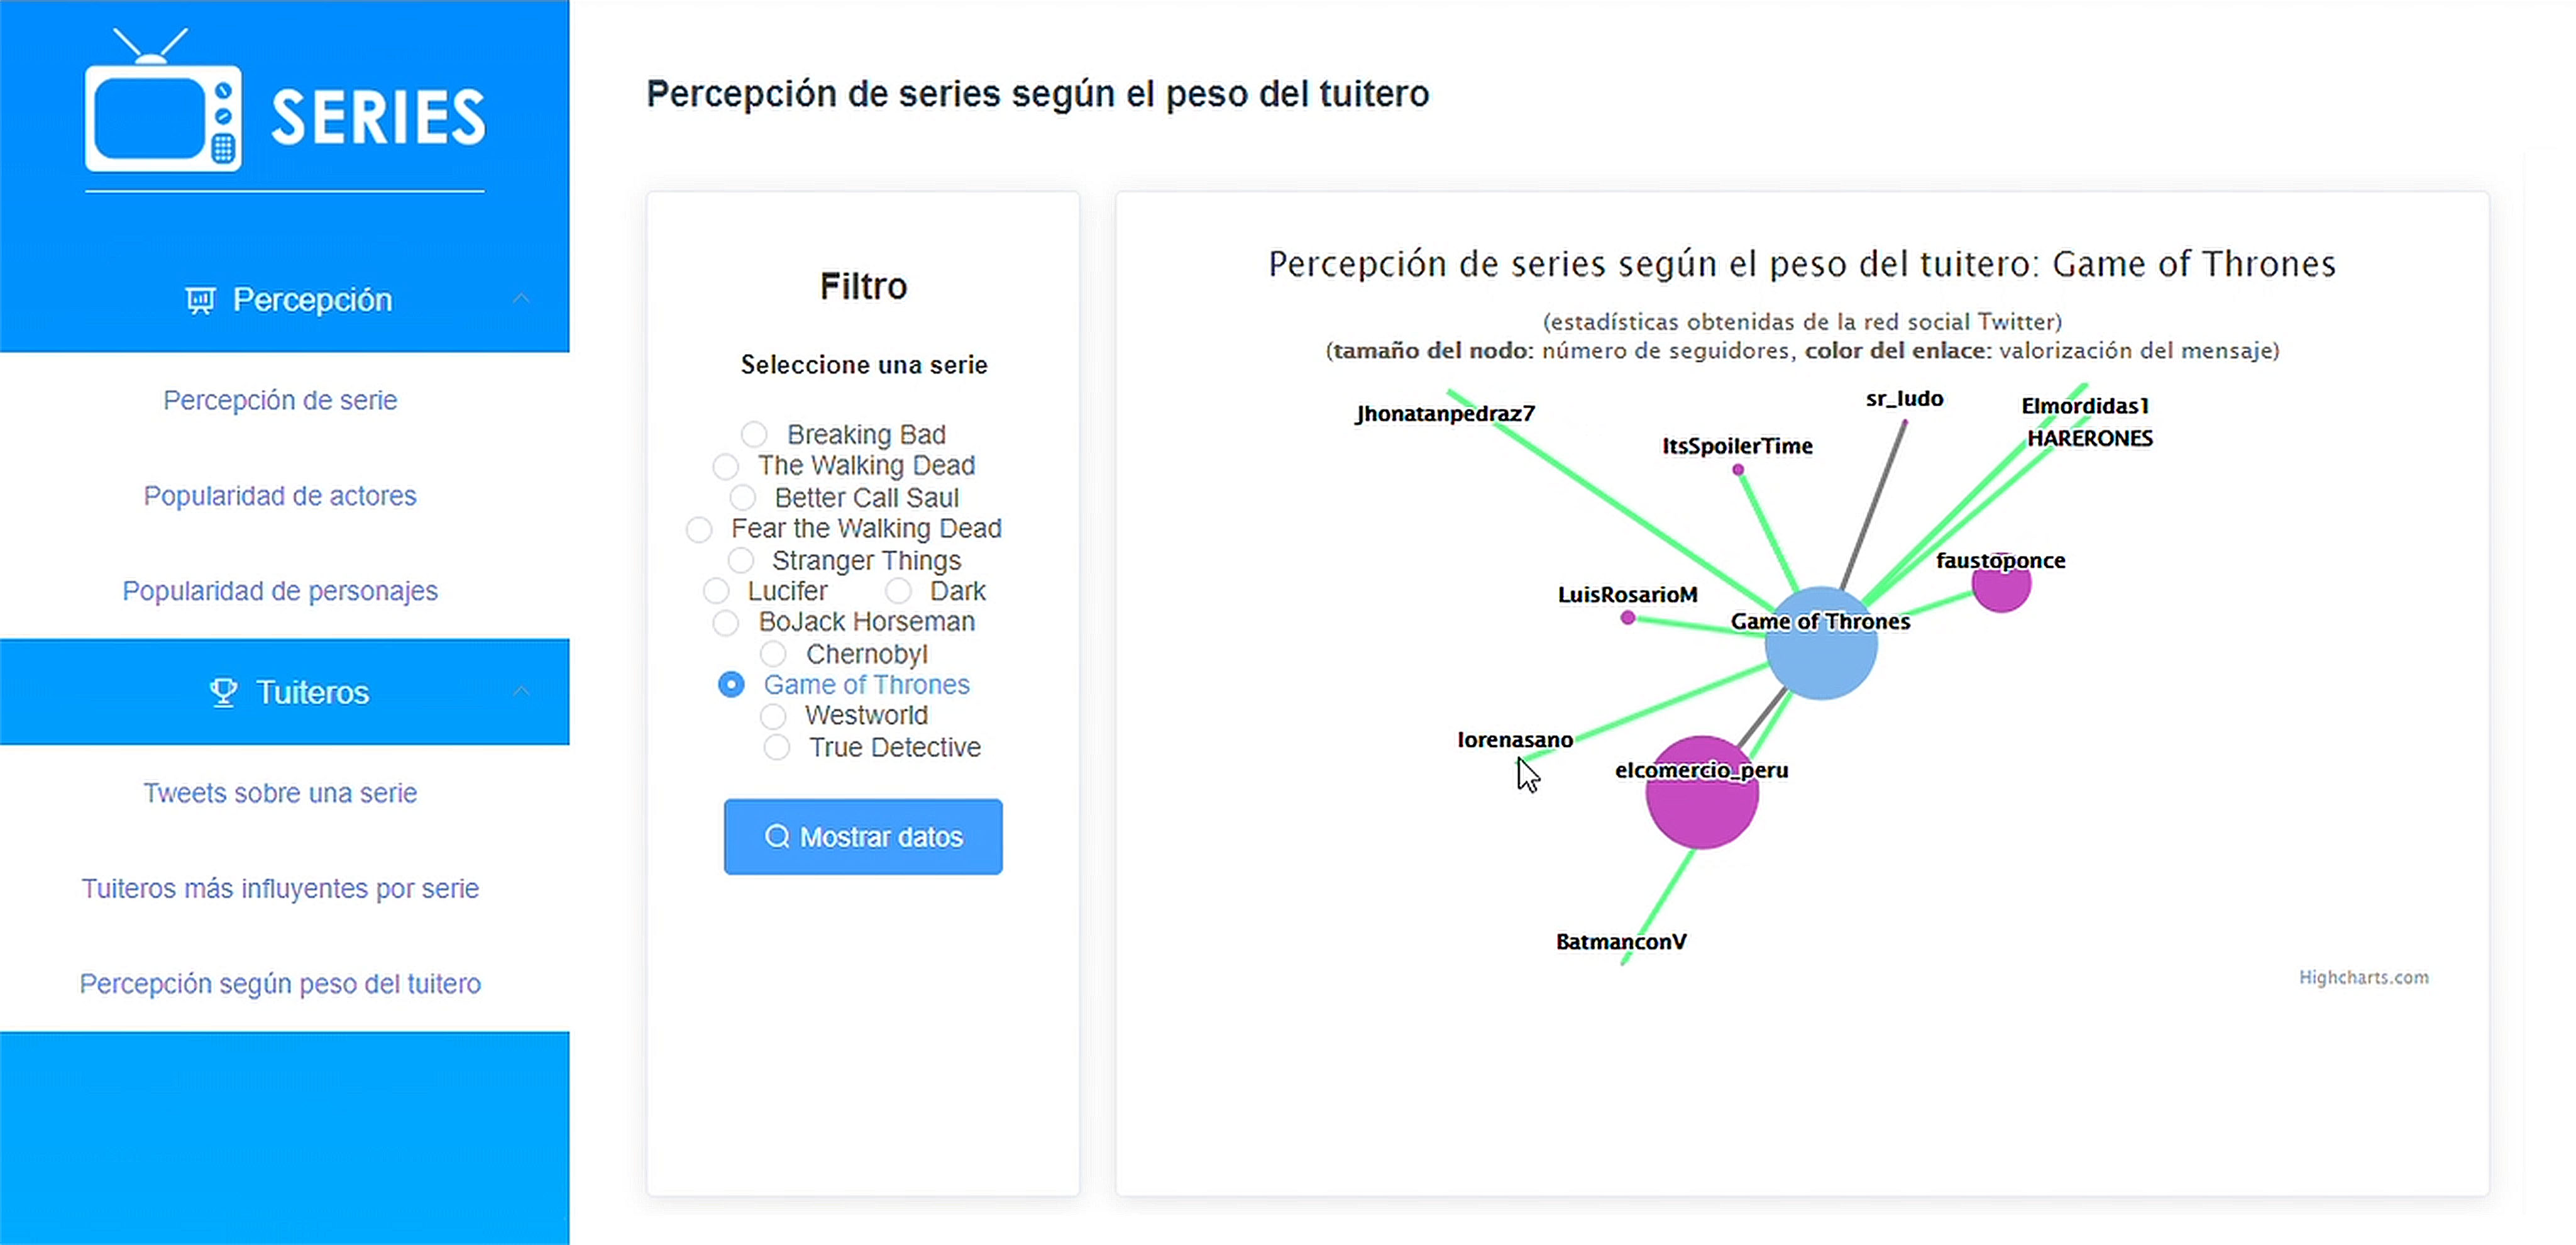 SERIES
Percepción
Percepción de serie
Popularidad de actores
Popularidad de personajes
Tuiteros
Tweets sobre una serie
Tuiteros más influyentes por serie
Percepción según peso del tuitero
Percepción de series según el peso del tuitero
Filtro
Seleccione una serie
Breaking Bad
The Walking Dead
Better Call Saul
Fear the Walking Dead
Stranger Things
Lucifer Dark
BoJack Horseman
Chernobyl
Game of Thrones
Westworld
True Detective
Mostrar datos
Percepción de series según el peso del tuitero: Game of Thrones
(estadísticas obtenidas de la red social Twitter)
(tamaño del nodo: número de seguidores, color del enlace: valorización del mensaje)
Jhonatanpedraz7
sr_ludo
Elmordidas1
HARERONES
ItsSpoilerTime
faustoponce
LuisRosarioM
Game of Thrones
lorenasano
elcomercio_peru
BatmanconV
Highcharts.com